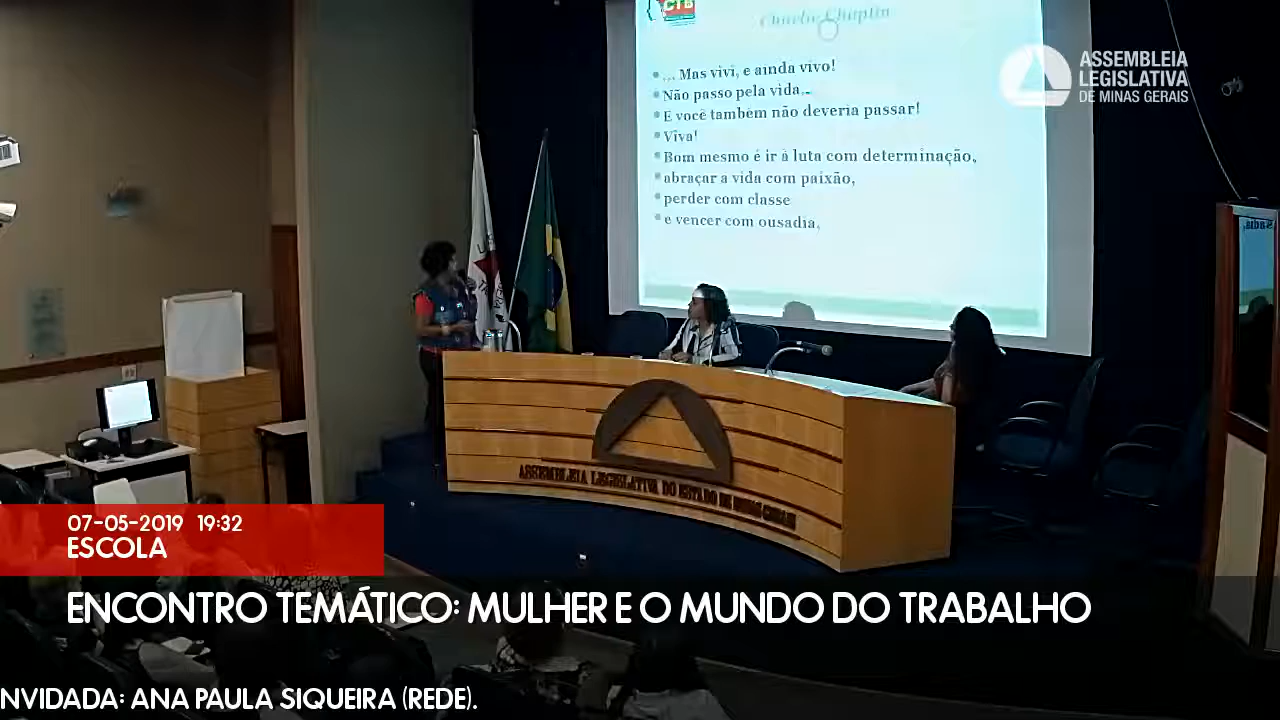 CTB
Charlie Chaplin
ASSEMBLEIA
LEGISLATIVA
DE MINAS GERAIS
... Mas vivi, e ainda vivo!
Não passo pela vida...
E você também não deveria passar!
Viva!
Bom mesmo é ir à luta com determinação,
abraçar a vida com paixão,
perder com classe
e vencer com ousadia,
ASSEMBLEIA LEGISLATIVA DO ESTADO DE MINAS GERAIS
07-05-2019 19:32
ESCOLA
ENCONTRO TEMÁTICO: MULHER E O MUNDO DO TRABALHO
NVIDADA: ANA PAULA SIQUEIRA (REDE).